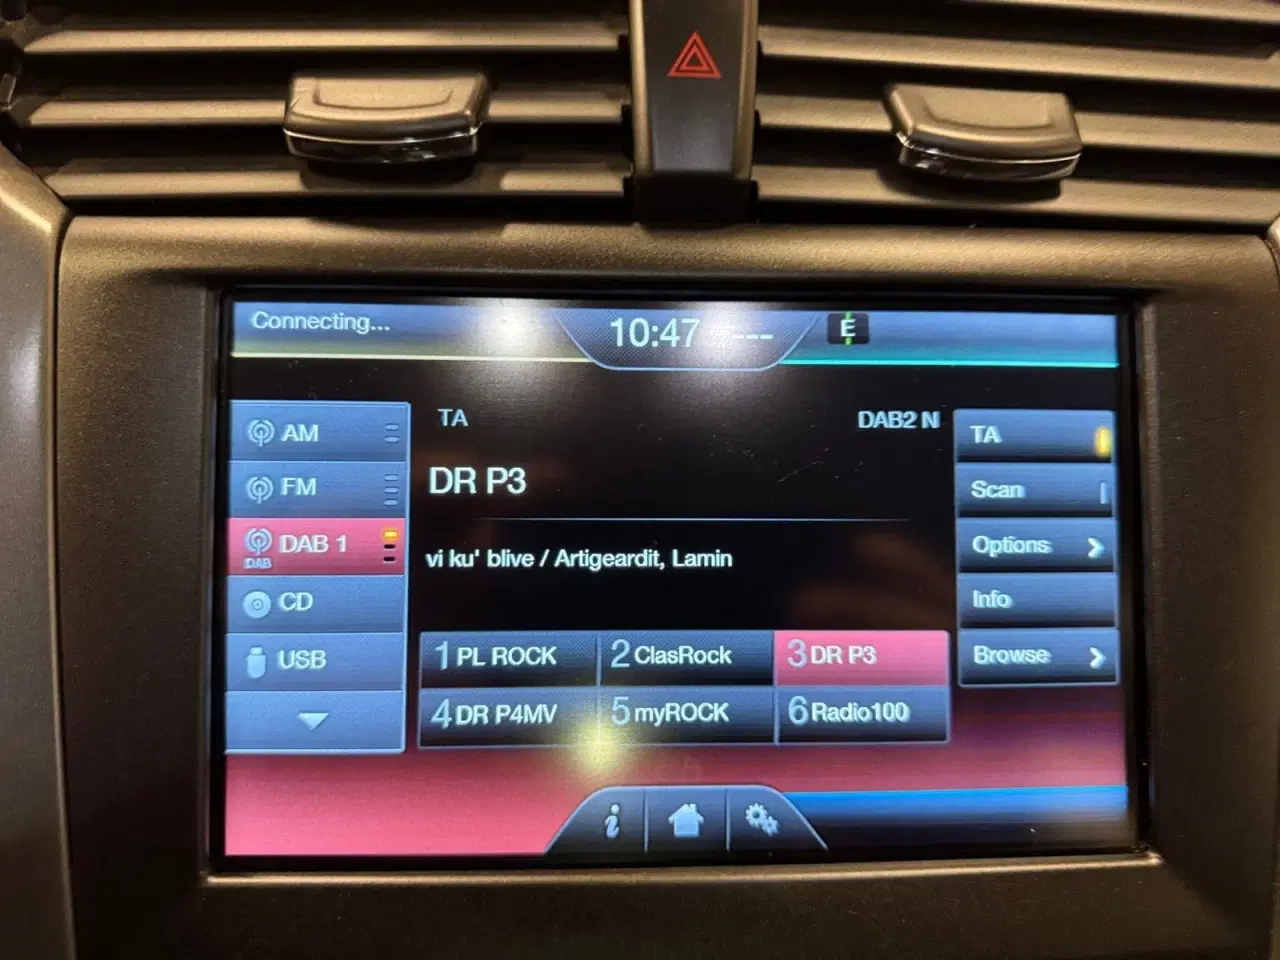 Connecting...
10:47 ---
E
AM
FM
DAB 1
DAB
CD
USB
TA
DAB2 N
DR P3
vi ku' blive / Artigeardit, Lamin
1 PL ROCK
2 ClasRock
3 DR P3
4 DR P4MV
5 myROCK
6 Radio100
TA
Scan
Options
Info
Browse
i